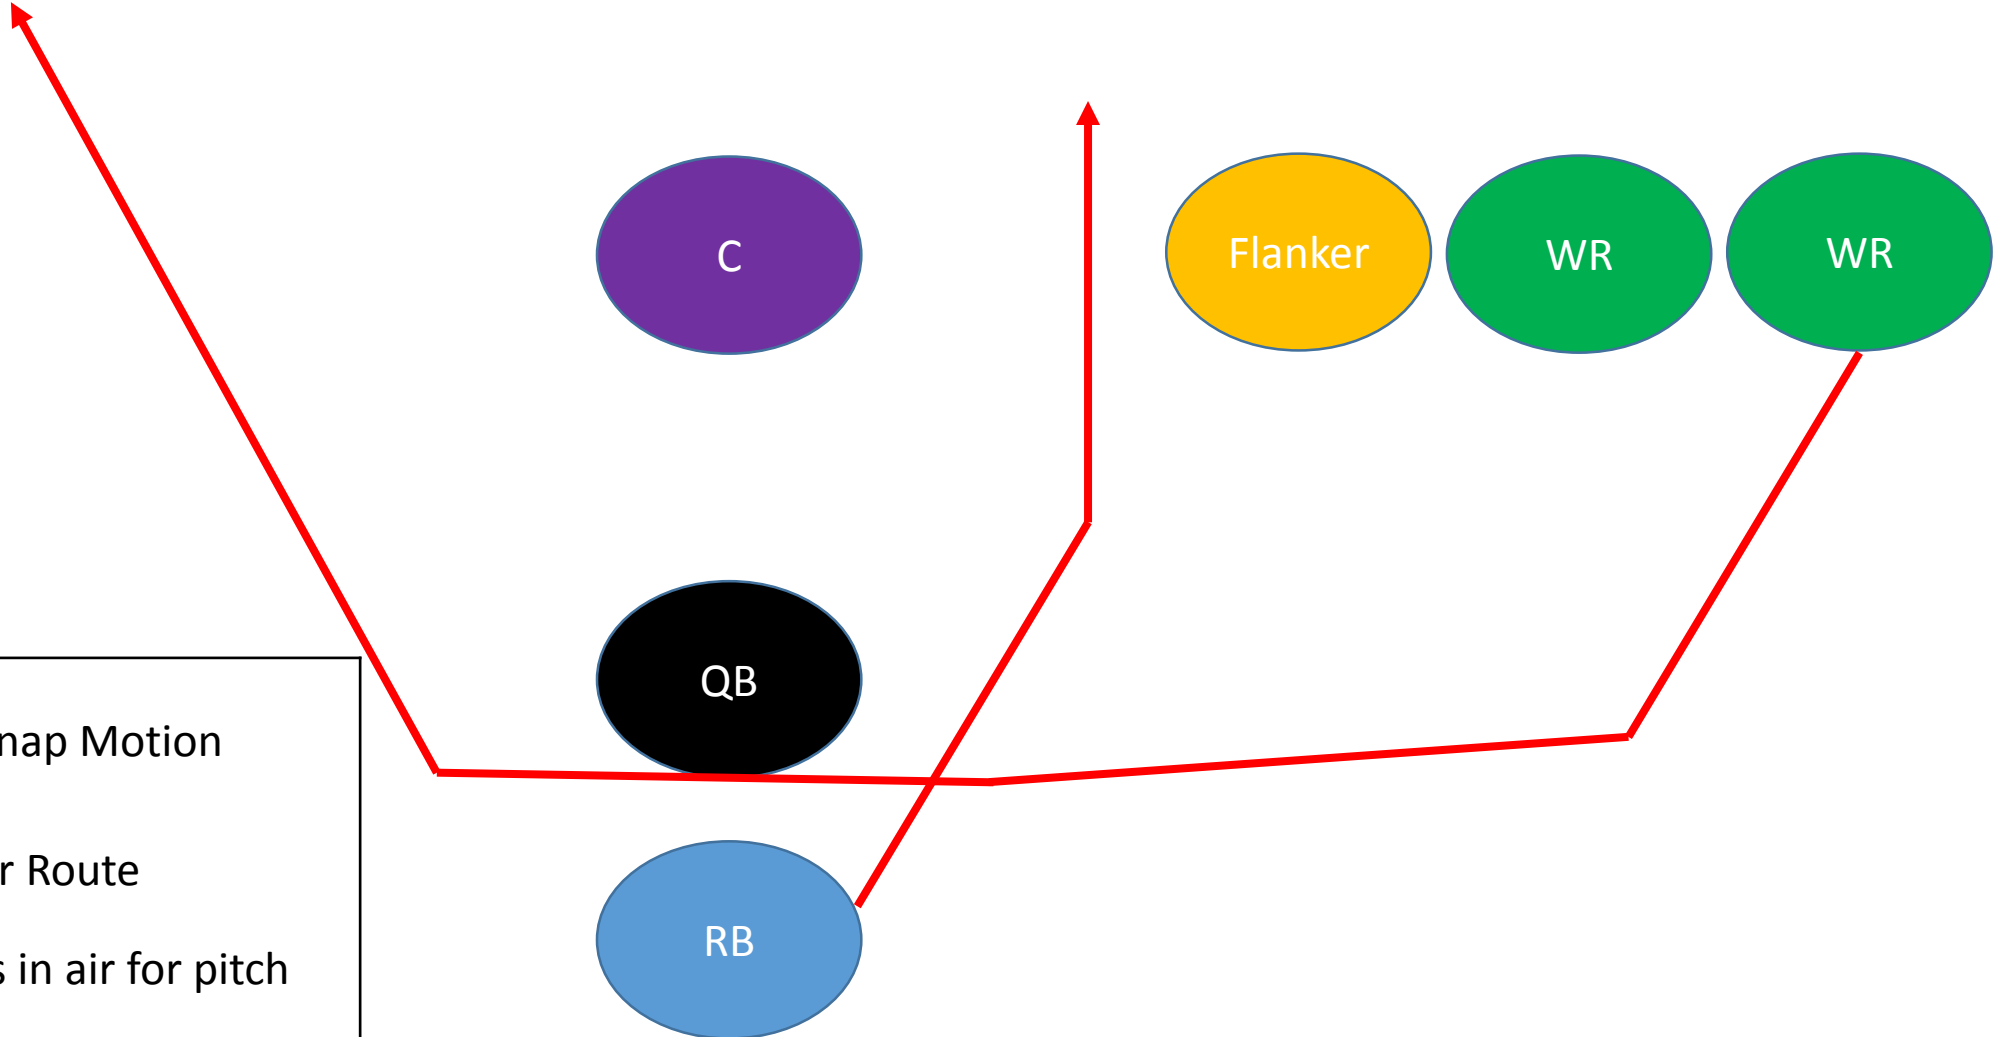 C
Flanker
WR
WR
QB
nap Motion
r Route
RB
s in air for pitch